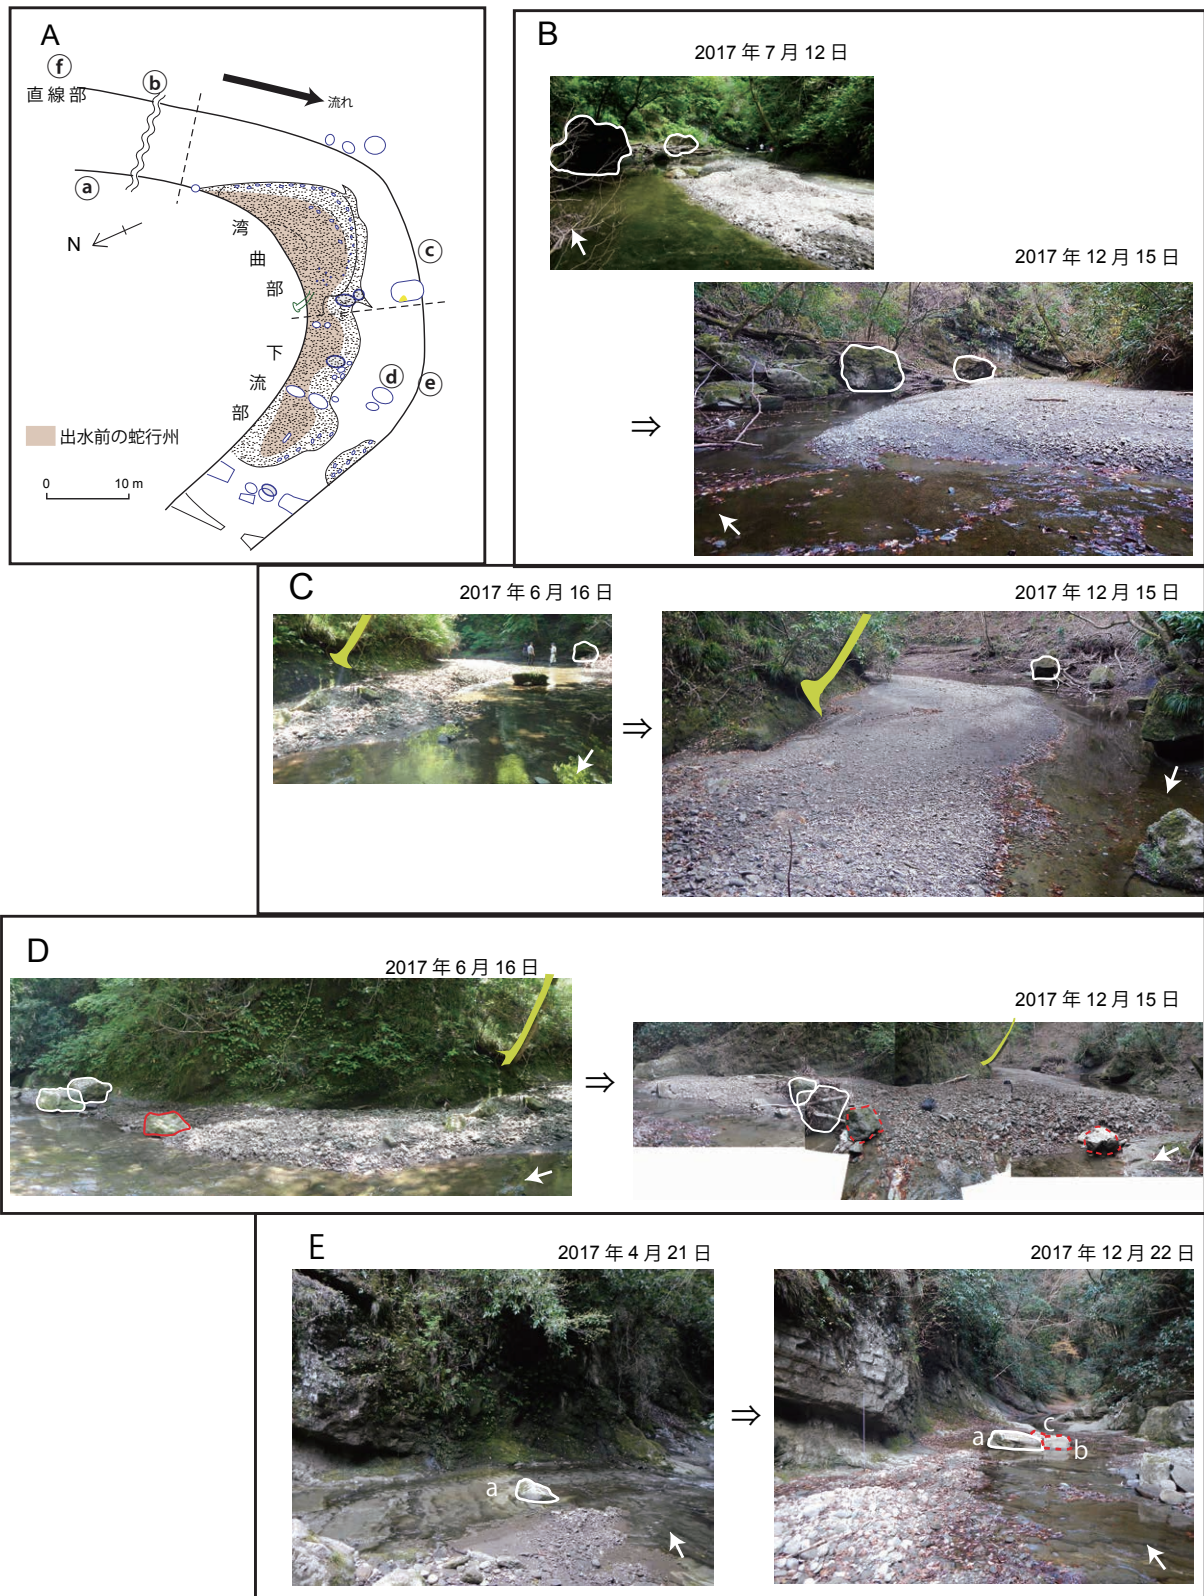 A
f
直線部
b
流れ
a
N
湾曲部
c
下流部
d
e
出水前の蛇行州
0 10 m
B
2017 年 7 月 12 日
2017 年 12 月 15 日
⇒
C
2017 年 6 月 16 日
2017 年 12 月 15 日
⇒
D
2017 年 6 月 16 日
2017 年 12 月 15 日
⇒
E
2017 年 4 月 21 日
2017 年 12 月 22 日
⇒
a
c
a
b